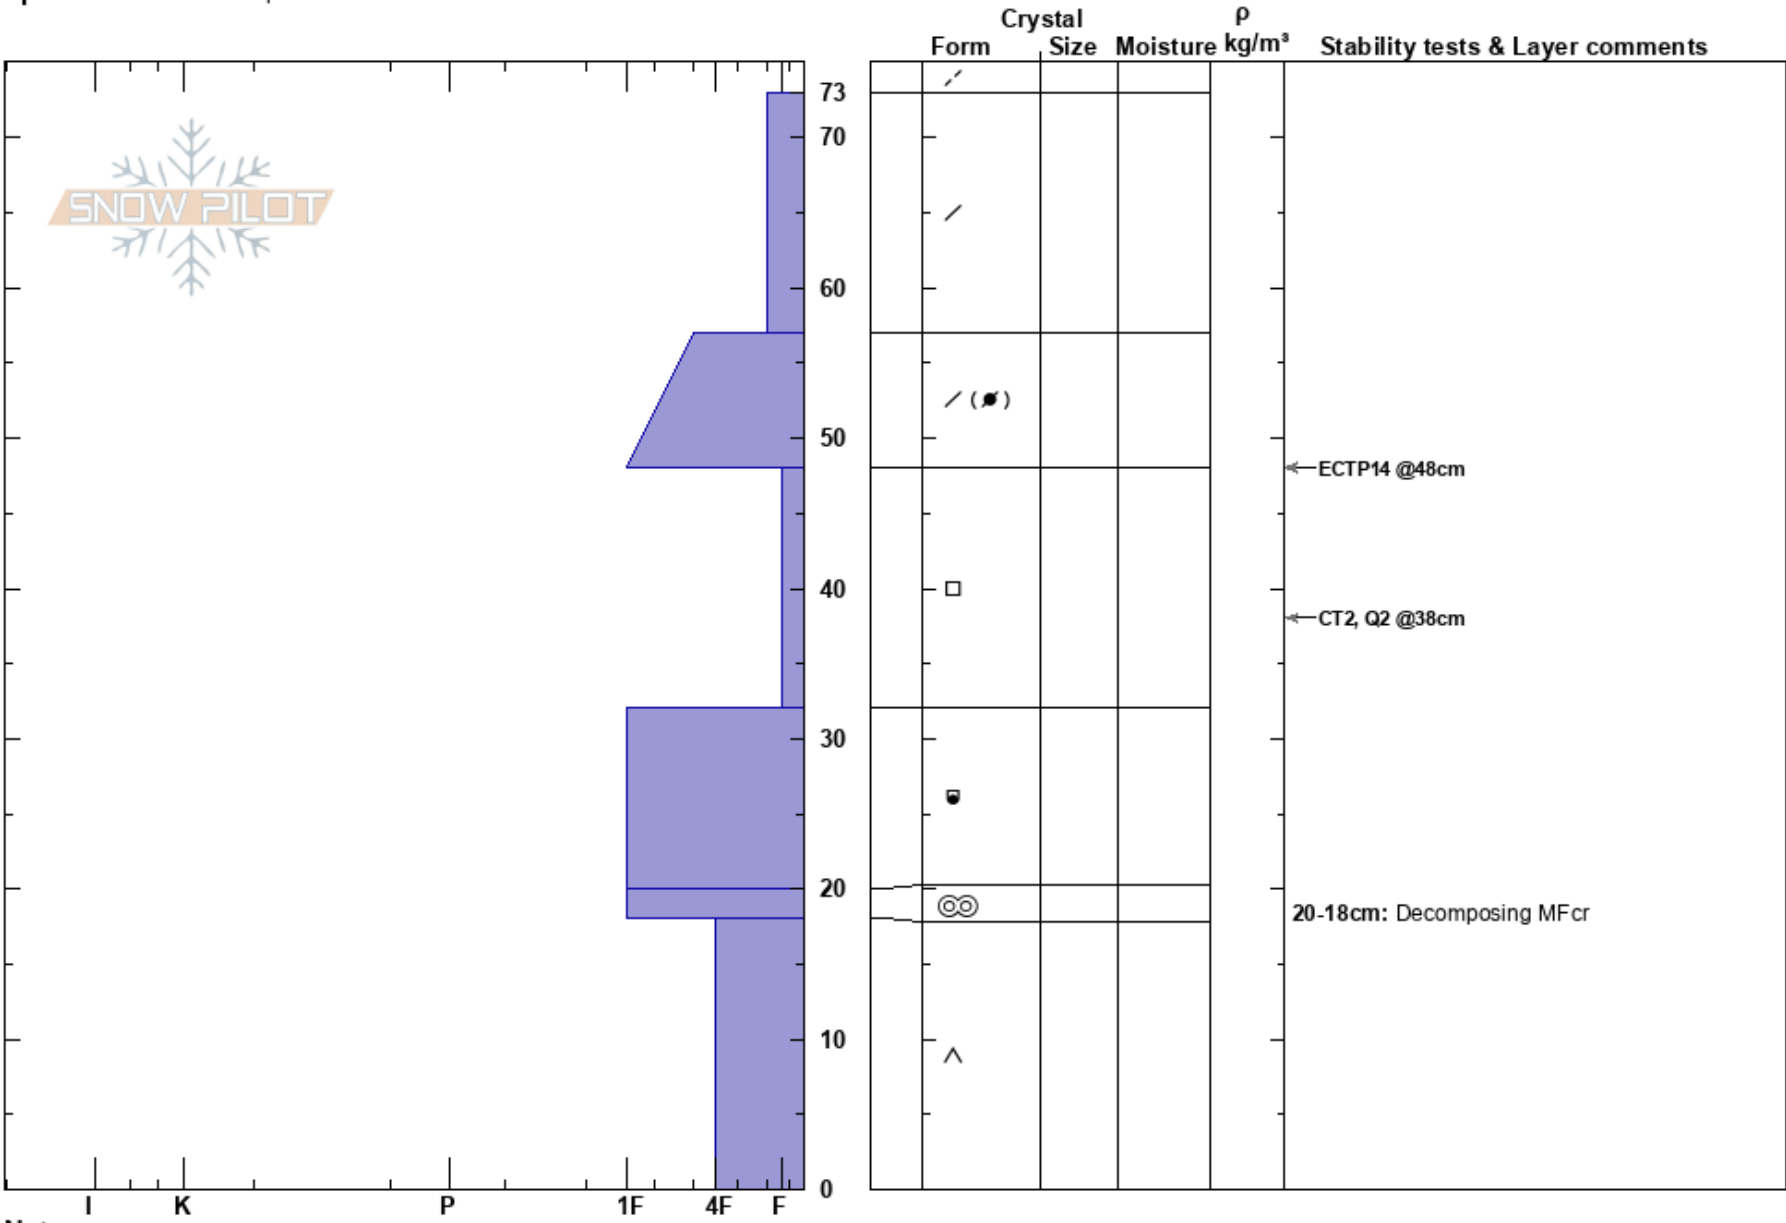 Crystal ρ
Form Size Moisture kg/m³ Stability tests & Layer comments
73
70
SNOW PILOT
60
50
ECTP14 @48cm
40
CT2, Q2 @38cm
30
20
20-18cm: Decomposing MFcr
10
0
I K P 1F 4F F